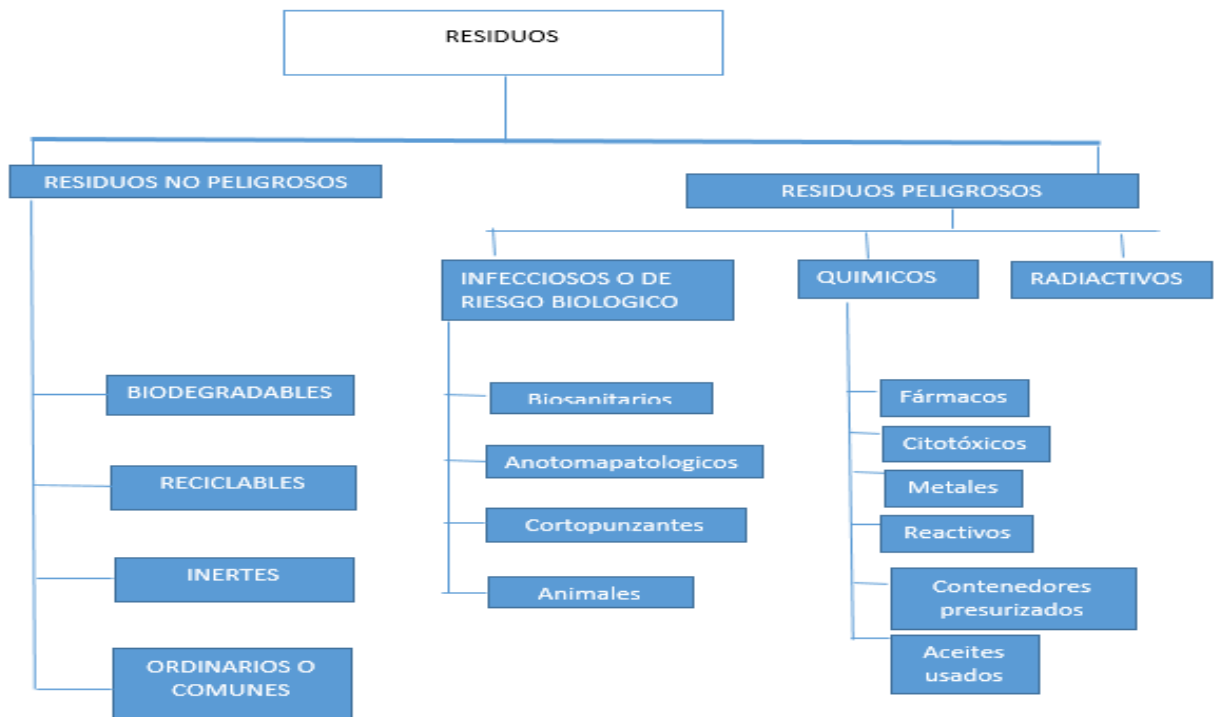 RESIDUOS
RESIDUOS NO PELIGROSOS
BIODEGRADABLES
RECICLABLES
INERTES
ORDINARIOS O
COMUNES
RESIDUOS PELIGROSOS
INFECCIOSOS O DE
RIESGO BIOLOGICO
Biosanitarios
Anotomapatologicos
Cortopunzantes
Animales
QUIMICOS
Fármacos
Citotóxicos
Metales
Reactivos
Contenedores
presurizados
Aceites
usados
RADIACTIVOS